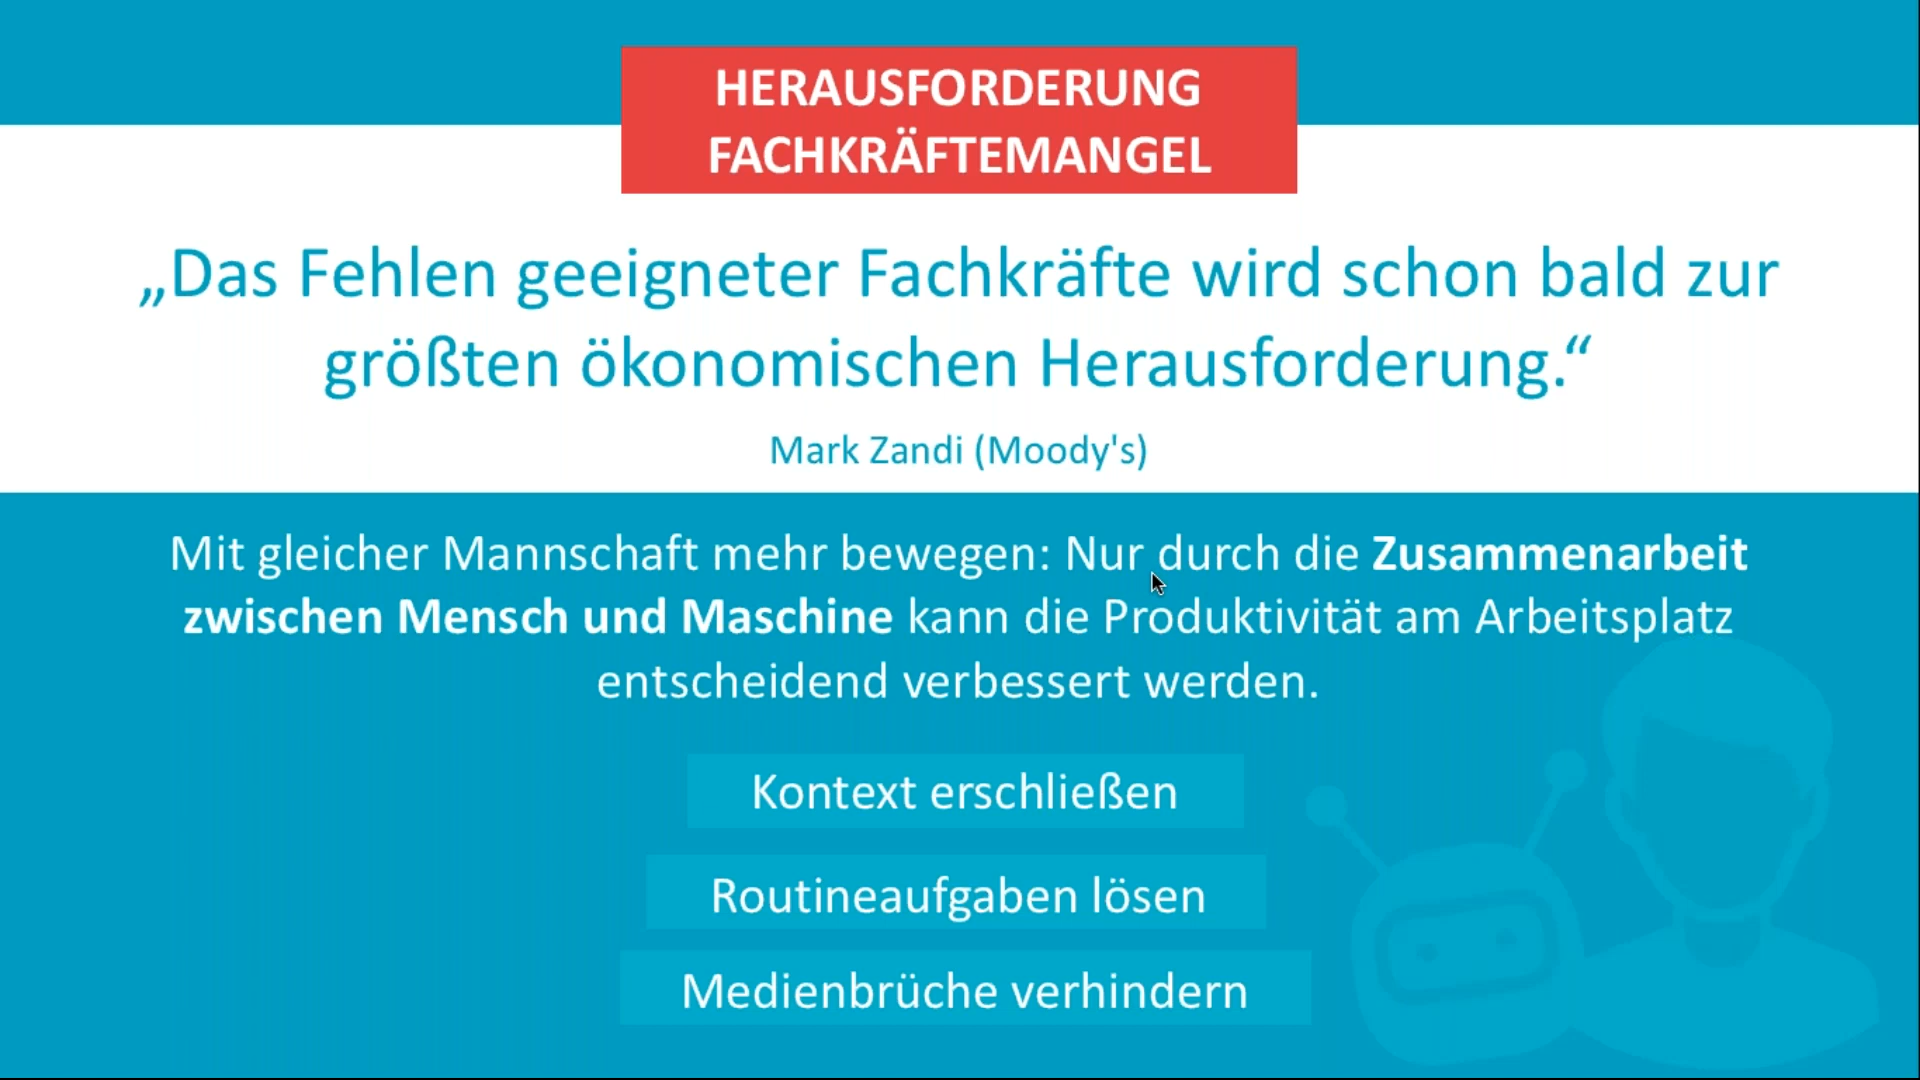 HERAUSFORDERUNG
FACHKRÄFTEMANGEL
„Das Fehlen geeigneter Fachkräfte wird schon bald zur
größten ökonomischen Herausforderung.“
Mark Zandi (Moody's)
Mit gleicher Mannschaft mehr bewegen: Nur durch die Zusammenarbeit
zwischen Mensch und Maschine kann die Produktivität am Arbeitsplatz
entscheidend verbessert werden.
Kontext erschließen
Routineaufgaben lösen
Medienbrüche verhindern